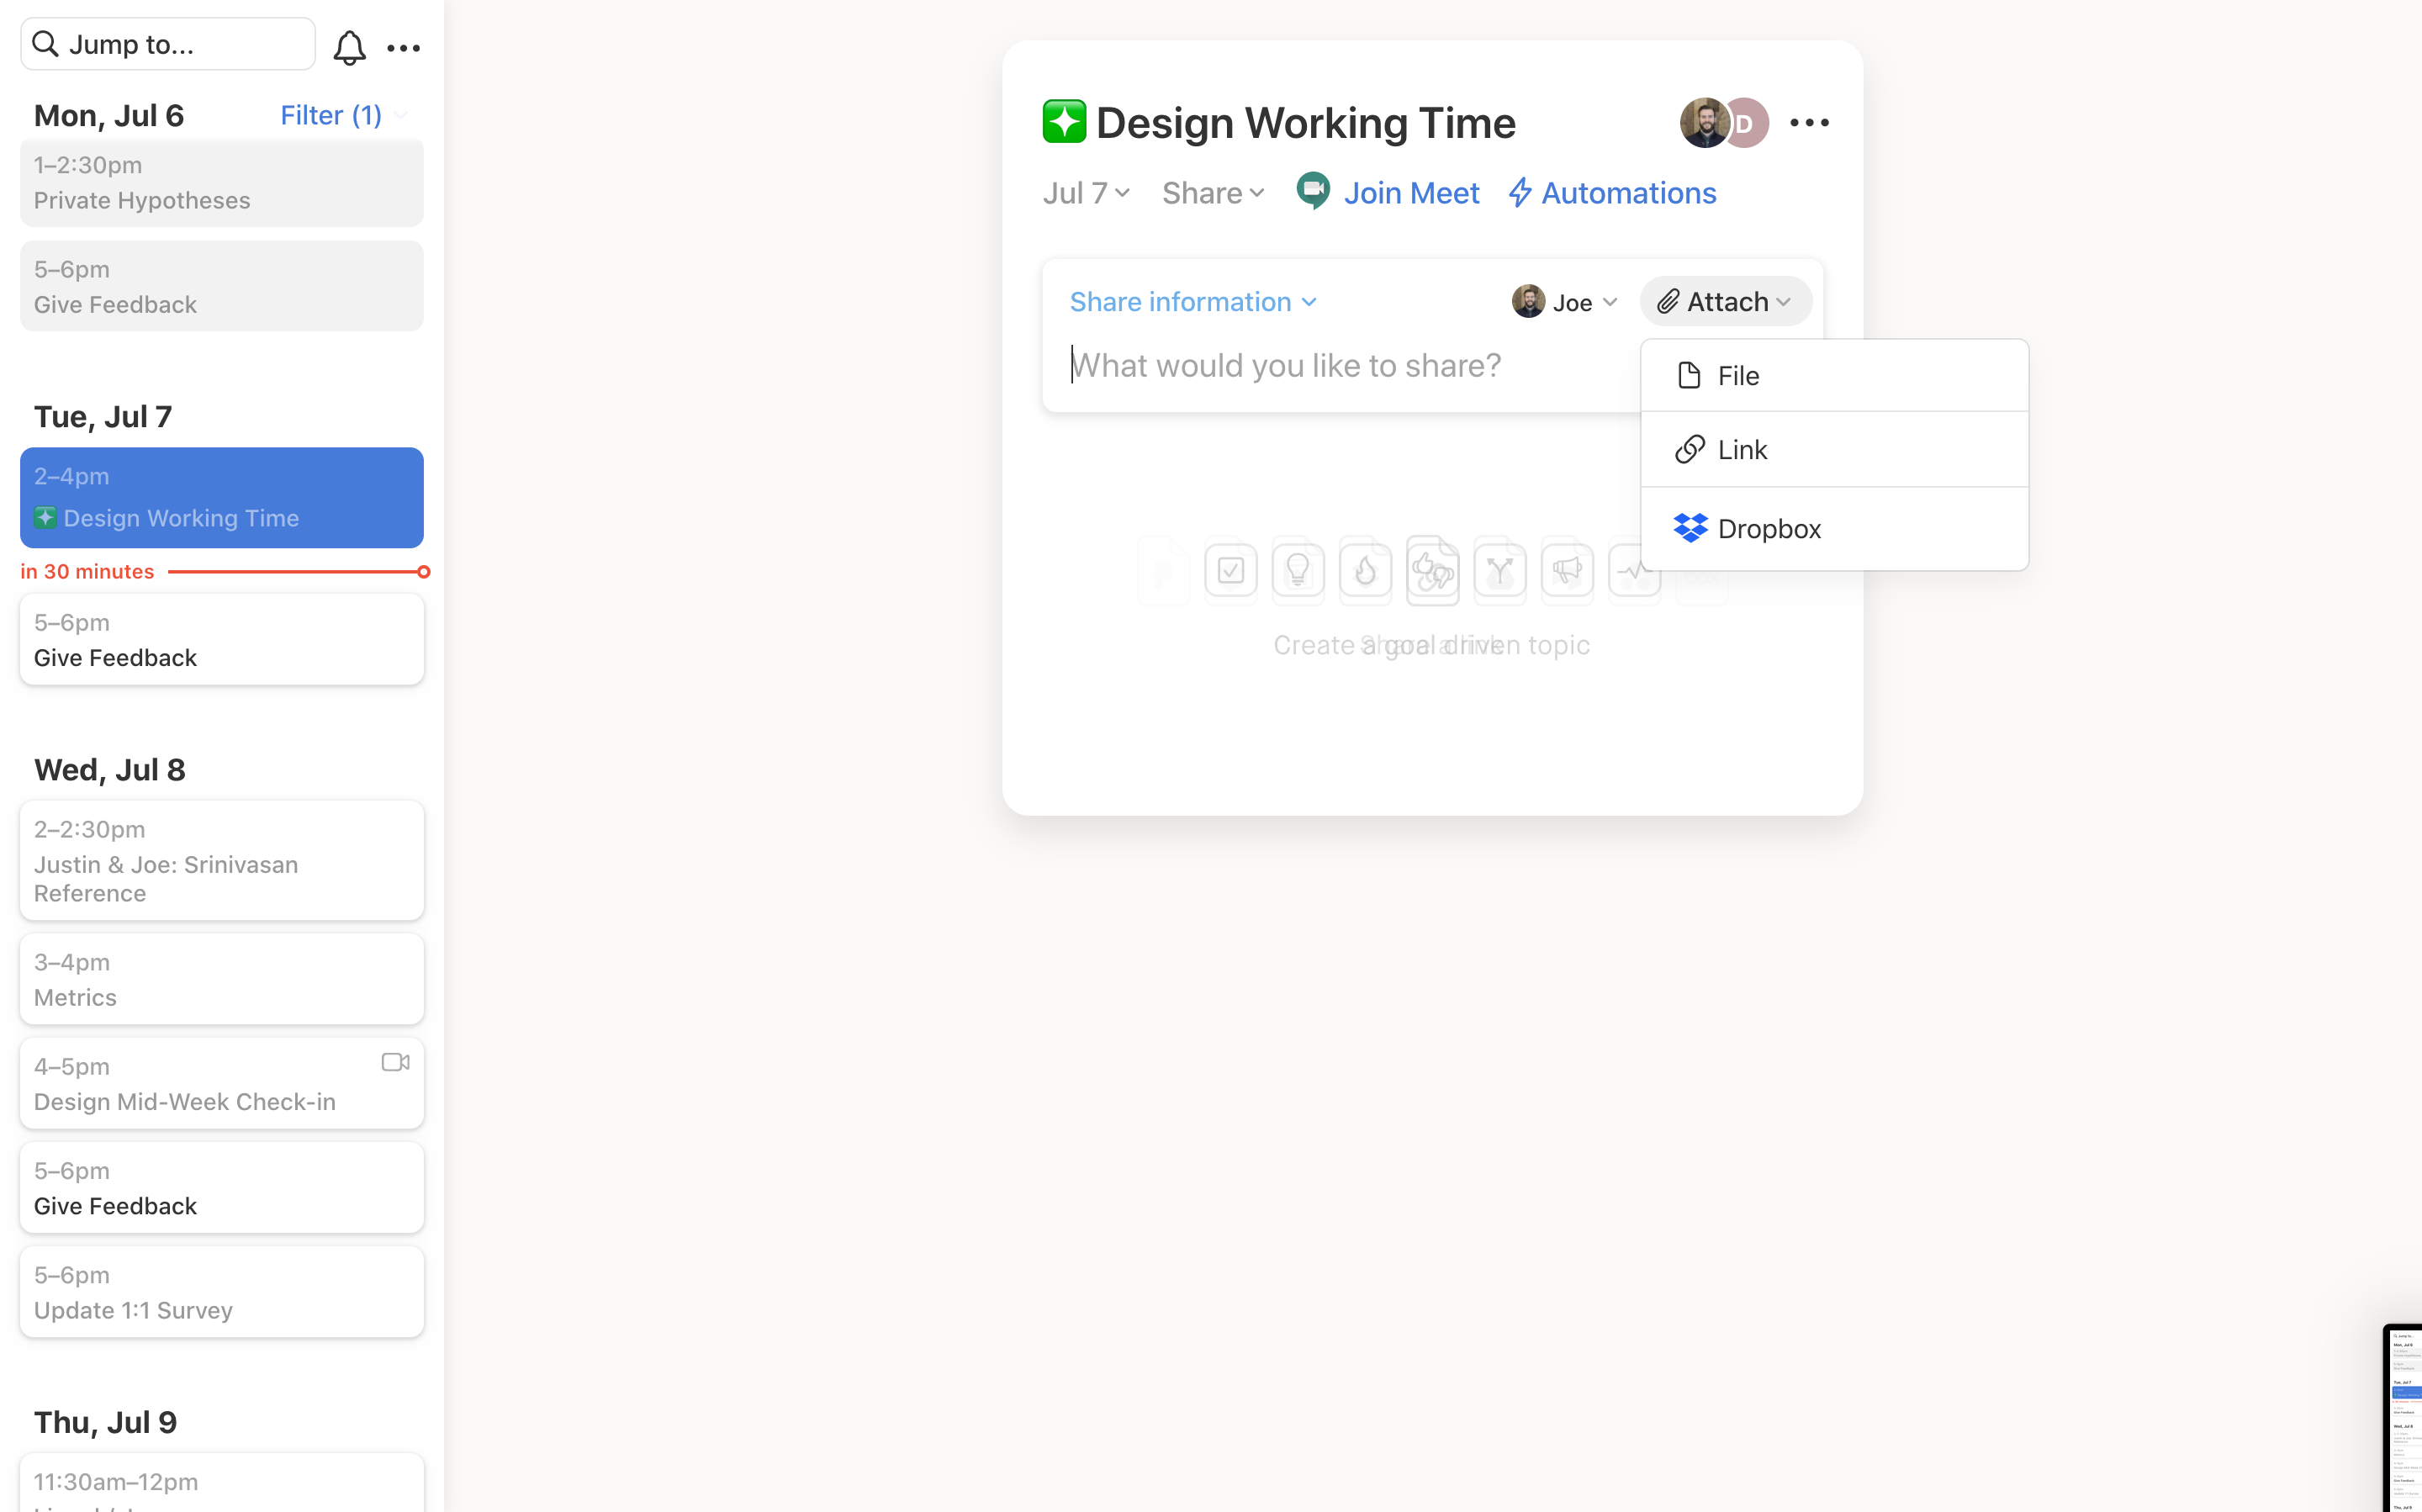 Jump to...
Mon, Jul 6
Filter (1)
1–2:30pm
Private Hypotheses
5–6pm
Give Feedback
Tue, Jul 7
2–4pm
Design Working Time
in 30 minutes
5–6pm
Give Feedback
Wed, Jul 8
2–2:30pm
Justin & Joe: Srinivasan
Reference
3–4pm
Metrics
4–5pm
Design Mid-Week Check-in
5–6pm
Give Feedback
5–6pm
Update 1:1 Survey
Thu, Jul 9
11:30am–12pm
Design Working Time
D
Jul 7
Share
Join Meet
Automations
Share information
Joe
Attach
What would you like to share?
File
Link
Dropbox
Create a goal driven topic
Share a link